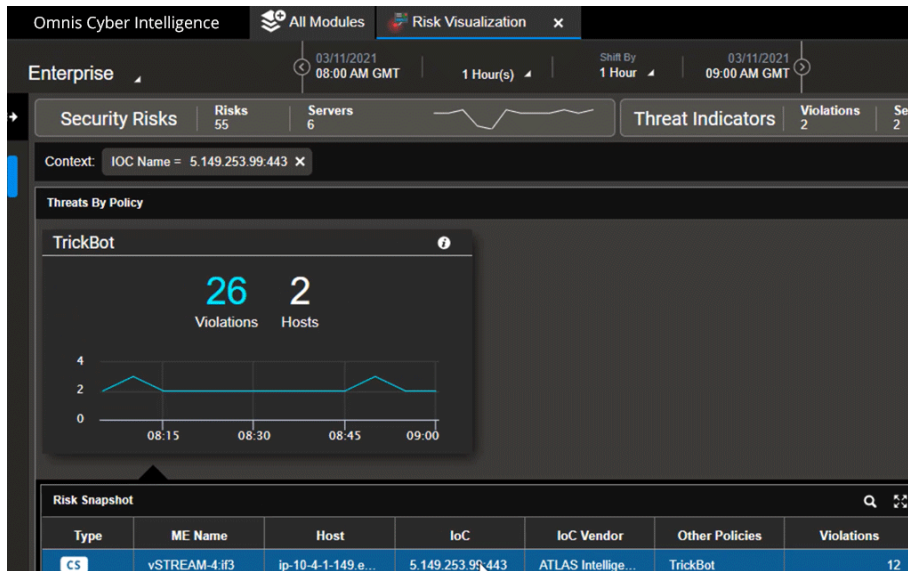 Omnis Cyber Intelligence All Modules Risk Visualization ×
Enterprise 03/11/2021 08:00 AM GMT 1 Hour(s) Shift By 1 Hour 03/11/2021 09:00 AM GMT
Security Risks Risks 55 Servers 6 Threat Indicators Violations 2 Se 2
Context: IOC Name = 5.149.253.99:443 ×
Threats By Policy
TrickBot
26 2
Violations Hosts
4
2
0
08:15 08:30 08:45 09:00
Risk Snapshot
Type ME Name Host IoC IoC Vendor Other Policies Violations
CS vSTREAM-4:if3 ip-10-4-1-149.e... 5.149.253.99:443 ATLAS Intellige... TrickBot 12